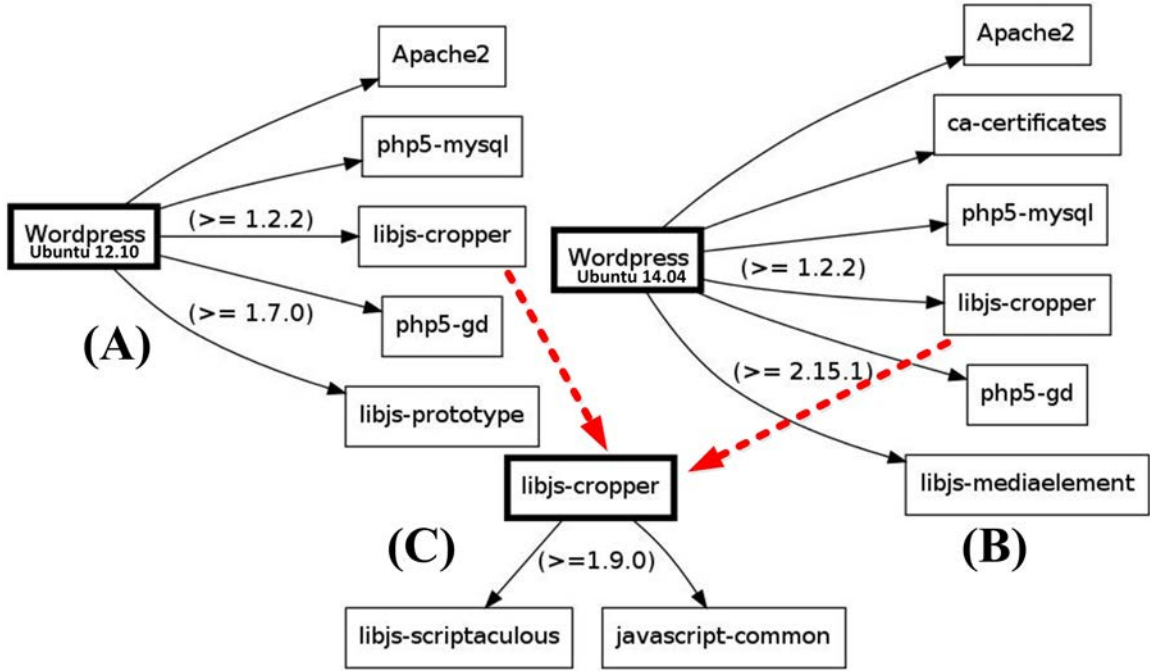 Apache2
php5-mysql
(>= 1.2.2)
Wordpress
Ubuntu 12.10
libjs-cropper
(>= 1.7.0)
php5-gd
(A)
libjs-prototype
Apache2
ca-certificates
php5-mysql
Wordpress
Ubuntu 14.04
(>= 1.2.2)
libjs-cropper
(>= 2.15.1)
php5-gd
libjs-mediaelement
(B)
libjs-cropper
(C)
(>=1.9.0)
libjs-scriptaculous
javascript-common